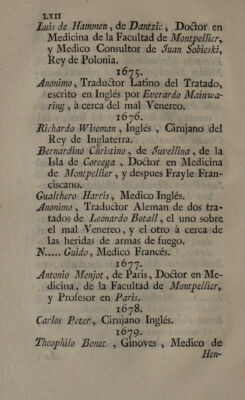 LXII
Luis de Hammen, de Dantzic, Doctor en
Medicina de la Facultad de Montpellier,
y Medico Consultor de Juan Sobieski,
Rey de Polonia.
1675.
Anonimo, Traductor Latino del Tratado,
escrito en Inglés por Everardo Mainwa-
ring, à cerca del mal Venereo.
1676.
Richardo Wiseman, Inglés, Cirujano del
Rey de Inglaterra.
Bernardino Christino, de Juvellina, de la
Isla de Corcega, Doctor en Medicina
de Montpellier, y despues Frayle Fran-
ciscano.
Gualthero Harris, Medico Inglés.
Anonimo, Traductor Aleman de dos tra-
tados de Leonardo Botall, el uno sobre
el mal Venereo, y el otro à cerca de
las heridas de armas de fuego.
N..... Guido, Medico Francés.
1677.
Antonio Menjot, de Paris, Doctor en Me-
dicina, de la Facultad de Montpellier,
y Profesor en Paris.
1678.
Carlos Peter, Cirujano Inglés.
1679.
Theophilo Bonet, Ginoves, Medico de
Hen-